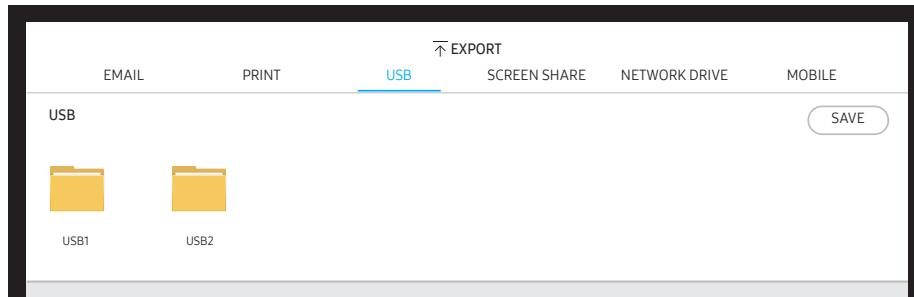 EXPORT
EMAIL PRINT USB SCREEN SHARE NETWORK DRIVE MOBILE
USB SAVE
USB1 USB2